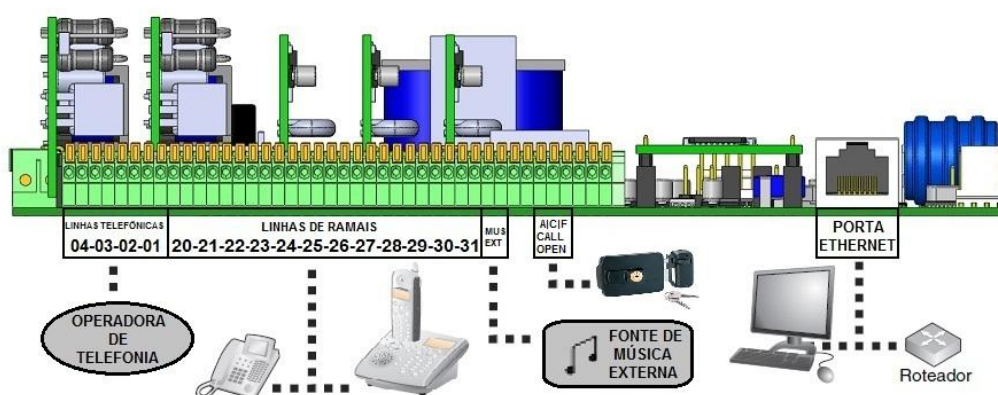 LINHAS TELEFÔNICAS
04-03-02-01
LINHAS DE RAMAIS
20-21-22-23-24-25-26-27-28-29-30-31
MUS
EXT
A|C|F
CALL
OPEN
PORTA
ETHERNET
OPERADORA
DE
TELEFONIA
FONTE DE
MÚSICA
EXTERNA
Roteador